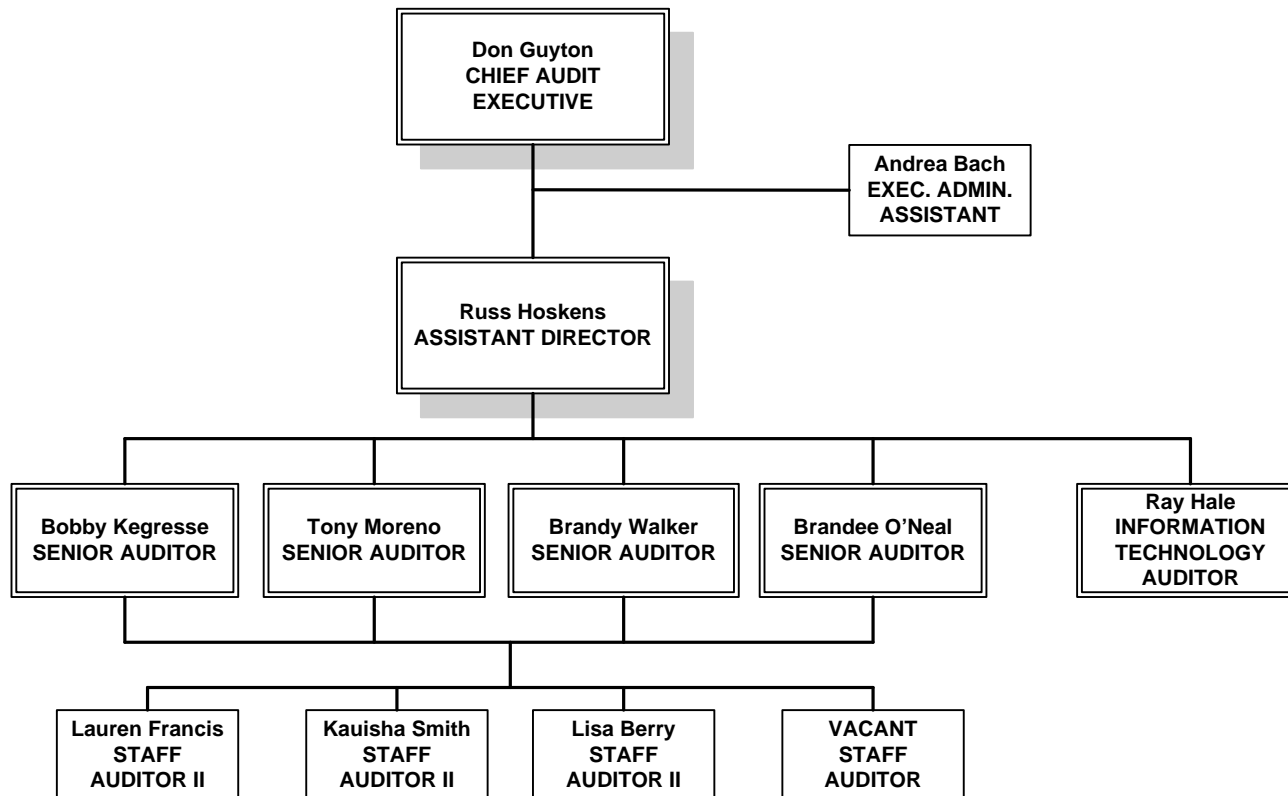 Don Guyton
CHIEF AUDIT
EXECUTIVE
Andrea Bach
EXEC. ADMIN.
ASSISTANT
Russ Hoskens
ASSISTANT DIRECTOR
Bobby Kegresse
SENIOR AUDITOR
Tony Moreno
SENIOR AUDITOR
Brandy Walker
SENIOR AUDITOR
Brandee O’Neal
SENIOR AUDITOR
Ray Hale
INFORMATION
TECHNOLOGY
AUDITOR
Lauren Francis
STAFF
AUDITOR II
Kauisha Smith
STAFF
AUDITOR II
Lisa Berry
STAFF
AUDITOR II
VACANT
STAFF
AUDITOR